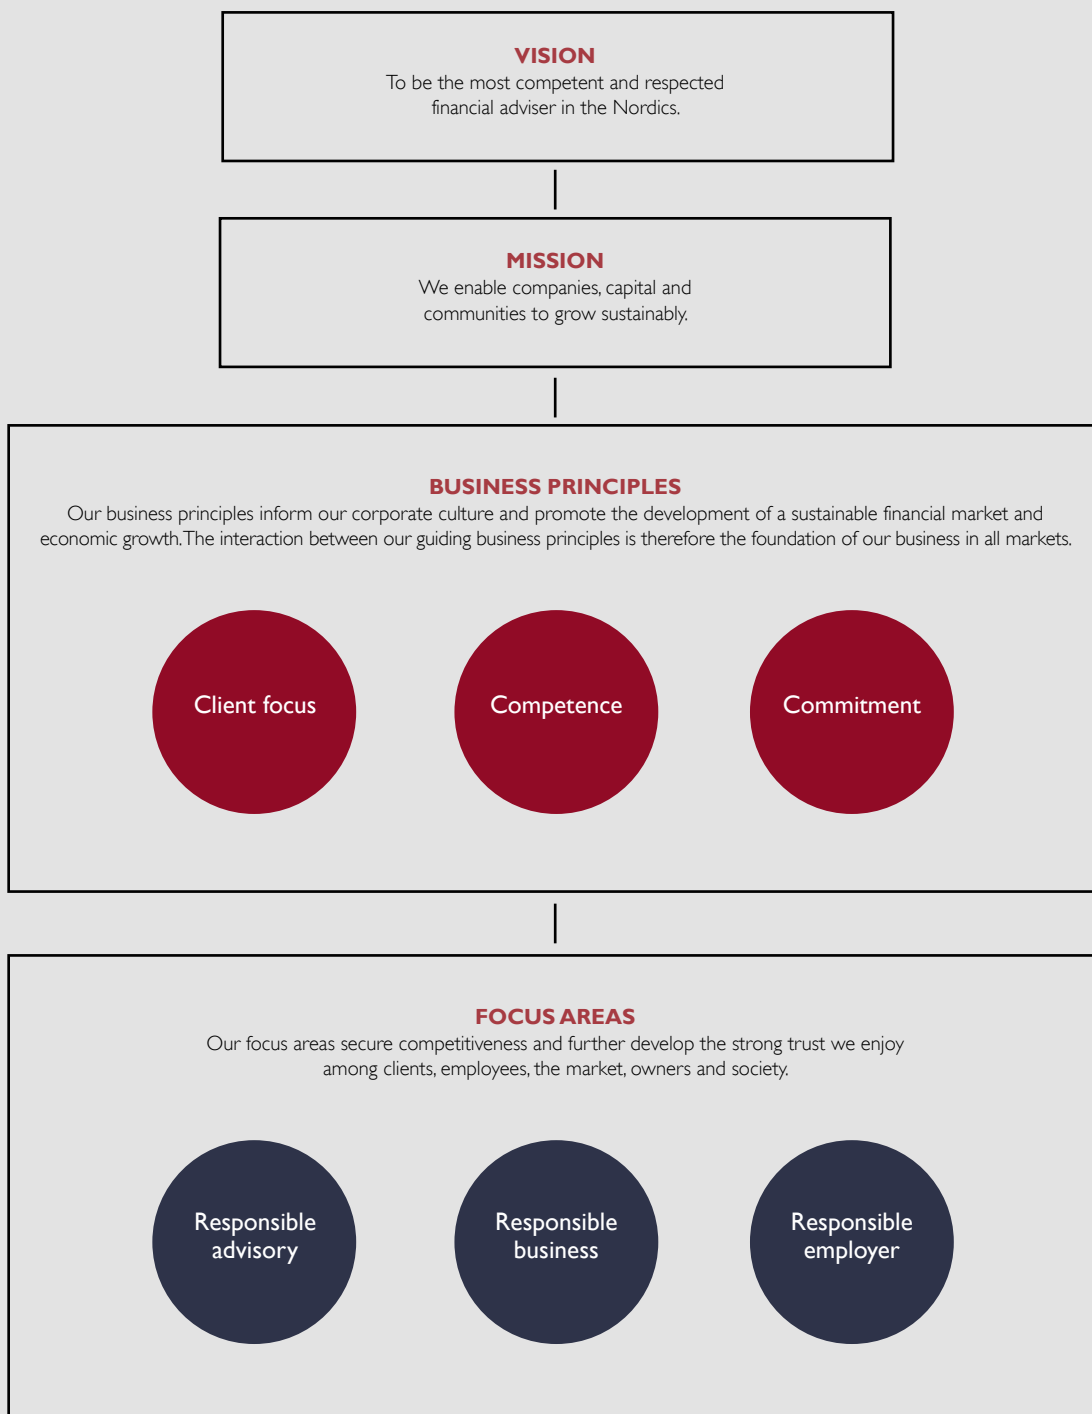 VISION
To be the most competent and respected
financial adviser in the Nordics.
MISSION
We enable companies, capital and
communities to grow sustainably.
BUSINESS PRINCIPLES
Our business principles inform our corporate culture and promote the development of a sustainable financial market and
economic growth. The interaction between our guiding business principles is therefore the foundation of our business in all markets.
Client focus
Competence
Commitment
FOCUS AREAS
Our focus areas secure competitiveness and further develop the strong trust we enjoy
among clients, employees, the market, owners and society.
Responsible
advisory
Responsible
business
Responsible
employer